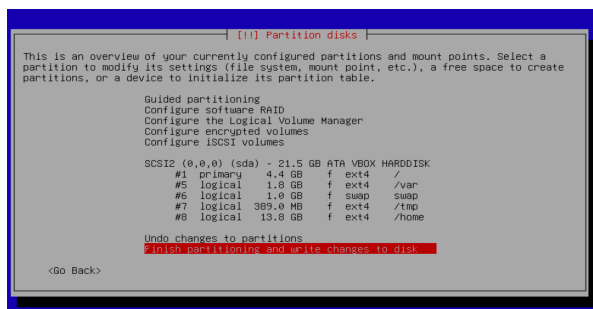 [!!] Partition disks
This is an overview of your currently configured partitions and mount points. Select a
partition to modify its settings (file system, mount point, etc.), a free space to create
partitions, or a device to initialize its partition table.
Guided partitioning
Configure software RAID
Configure the Logical Volume Manager
Configure encrypted volumes
Configure iSCSI volumes
SCSI2 (0,0,0) (sda) - 21.5 GB ATA VBOX HARDDISK
#1 primary 4.4 GB f ext4 /
#5 logical 1.8 GB f ext4 /var
#6 logical 1.0 GB f swap swap
#7 logical 389.0 MB f ext4 /tmp
#8 logical 13.8 GB f ext4 /home
Undo changes to partitions
Finish partitioning and write changes to disk
<Go Back>